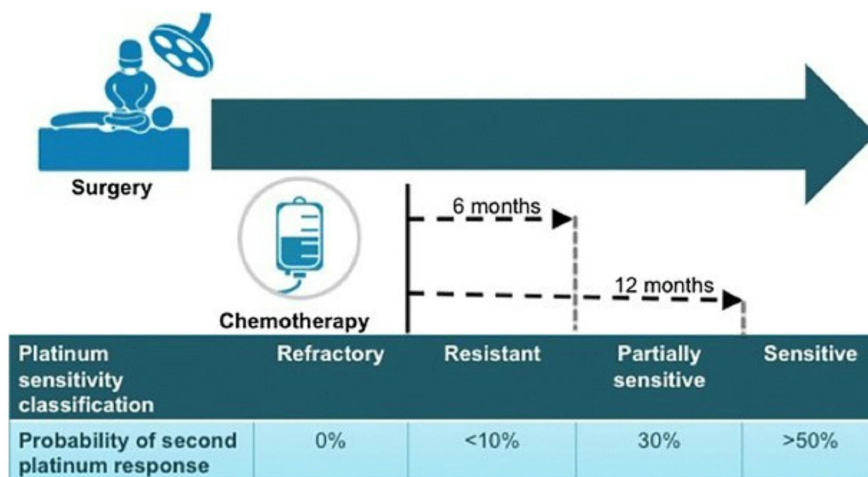 Surgery
6 months
12 months
Chemotherapy
Platinum sensitivity classification Refractory Resistant Partially sensitive Sensitive
Probability of second platinum response 0% <10% 30% >50%